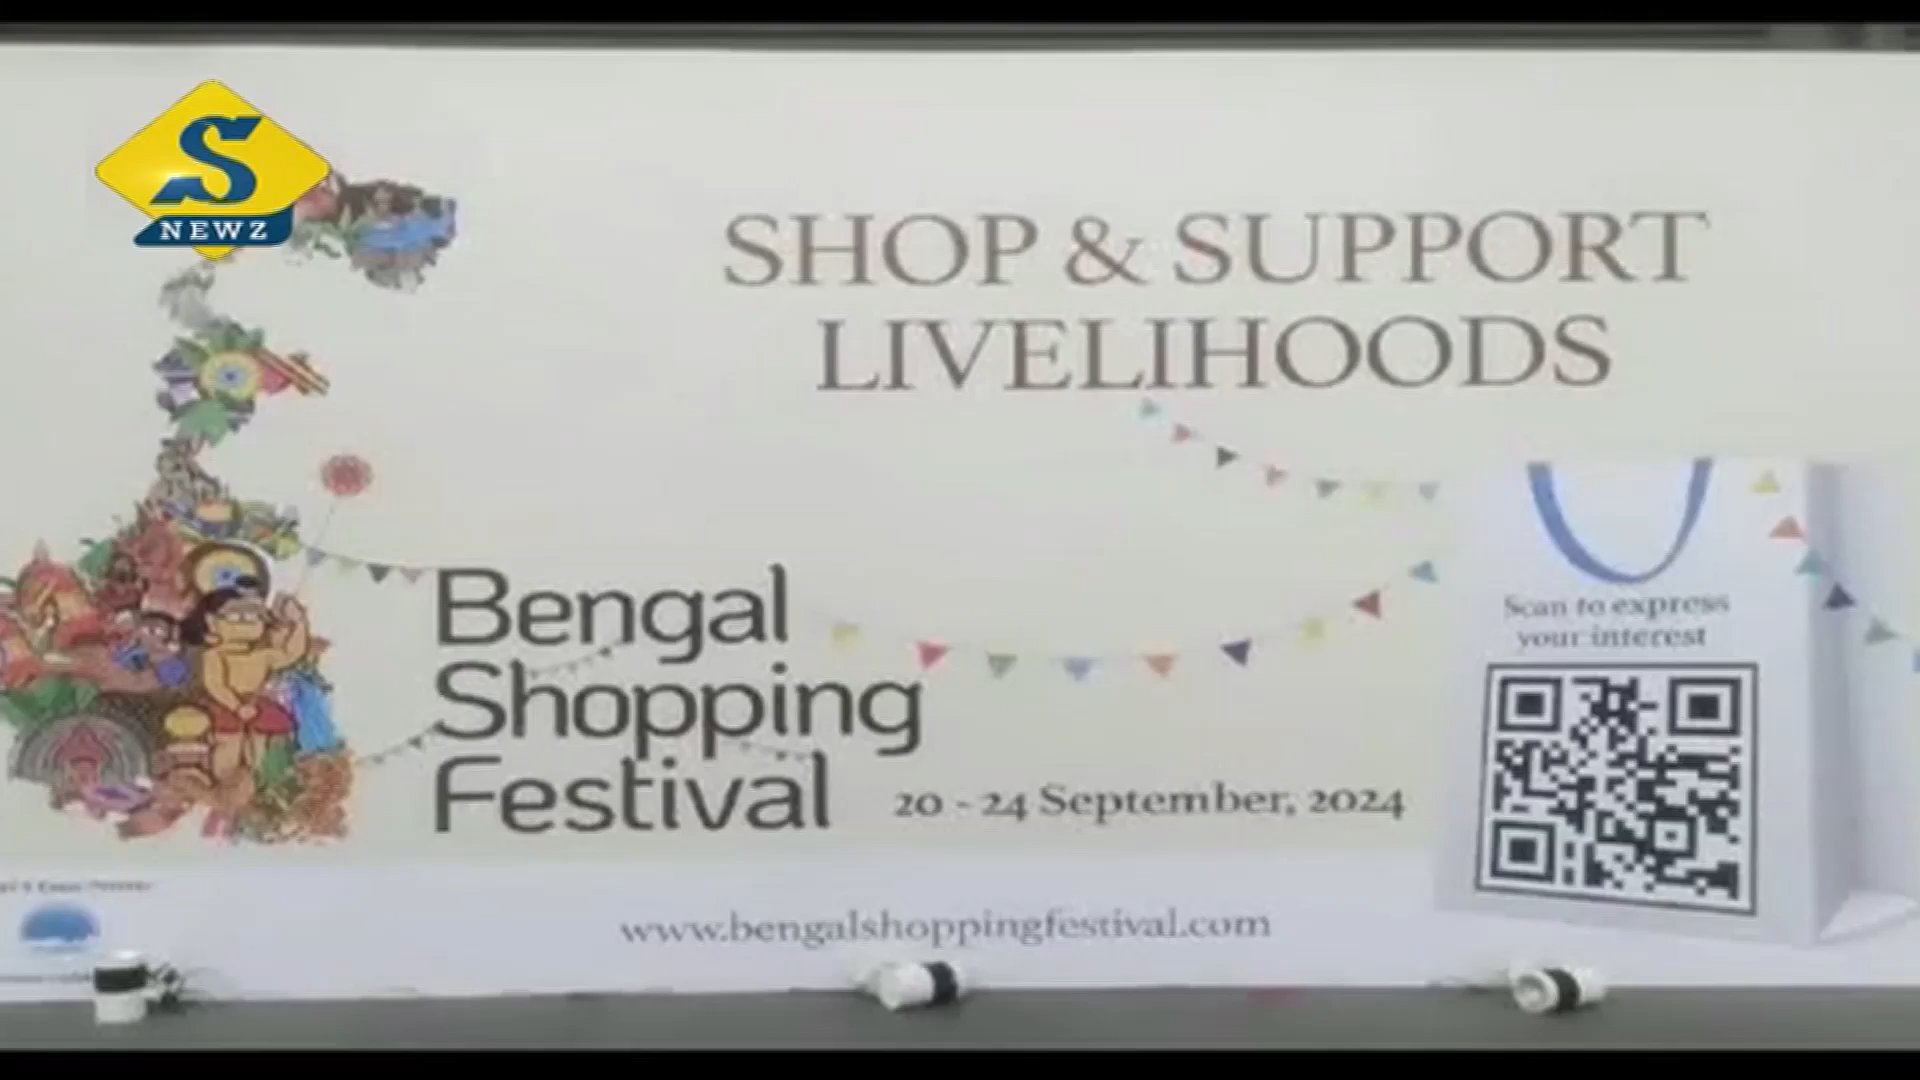 S
NEWZ
SHOP & SUPPORT
LIVELIHOODS
Bengal
Shopping
Festival
20 - 24 September, 2024
Scan to express
your interest
www.bengalshoppingfestival.com